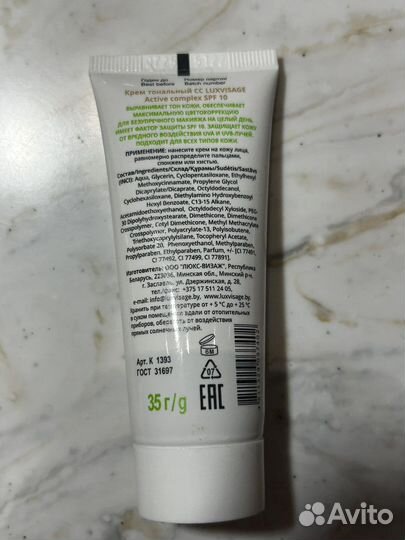 Годен до
Best before
Номер партии
Batch number
Крем тональный CC LUXVISAGE
Active complex SPF 10
ВЫРАВНИВАЕТ ТОН КОЖИ, ОБЕСПЕЧИВАЕТ
МАКСИМАЛЬНУЮ ЦВЕТОКОРРЕКЦИЮ
ДЛЯ БЕЗУПРЕЧНОГО МАКИЯЖА НА ЦЕЛЫЙ ДЕНЬ.
ИМЕЕТ ФАКТОР ЗАЩИТЫ SPF 10. ЗАЩИЩАЕТ КОЖУ
ОТ ВРЕДНОГО ВОЗДЕЙСТВИЯ UVA И UVB-ЛУЧЕЙ.
ПОДХОДИТ ДЛЯ ВСЕХ ТИПОВ КОЖИ.
ПРИМЕНЕНИЕ: нанесите крем на кожу лица,
равномерно распределите пальцами,
спонжем или кистью.
Состав/Ingredients/Склад/Құрамы/Sudėtis/Sastāvs
(INCI): Aqua, Glycerin, Cyclopentasiloxane, Ethylhexyl
Methoxycinnamate, Propylene Glycol
Dicaprylate/Dicaprate, Octyldodecanol,
Cyclohexasiloxane, Diethylamino Hydroxybenzoyl
Hexyl Benzoate, C13-15 Alkane,
Acetamidoethoxyethanol, Octyldodecyl Xyloside, PEG-
30 Dipolyhydroxystearate, Dimethicone, Dimethicone
Crosspolymer, Cetyl Dimethicone, Methyl Methacrylate
Crosspolymer, Polyacrylate-13, Polyisobutene,
Triethoxycaprylylsilane, Tocopheryl Acetate,
Polysorbate 20, Phenoxyethanol, Methylparaben,
Propylparaben, Ethylparaben, Parfum, +/- [CI 77491,
CI 77492, CI 77499, CI 77891].
Изготовитель: ООО "ЛЮКС-ВИЗАЖ", Республика
Беларусь, 223036, Минская обл., Минский р-н,
г. Заславль, ул. Дзержинская, д. 28,
тел./факс: +375 17 511 24 05,
e-mail: info@luxvisage.by, www.luxvisage.by.
Хранить при температуре от + 5 °C до + 25 °C
в сухом помещении вдали от отопительных
приборов, оберегать от воздействия
прямых солнечных лучей.
6M
Арт. К 1393
ГОСТ 31697
07
35 г/g
EAC
Avito